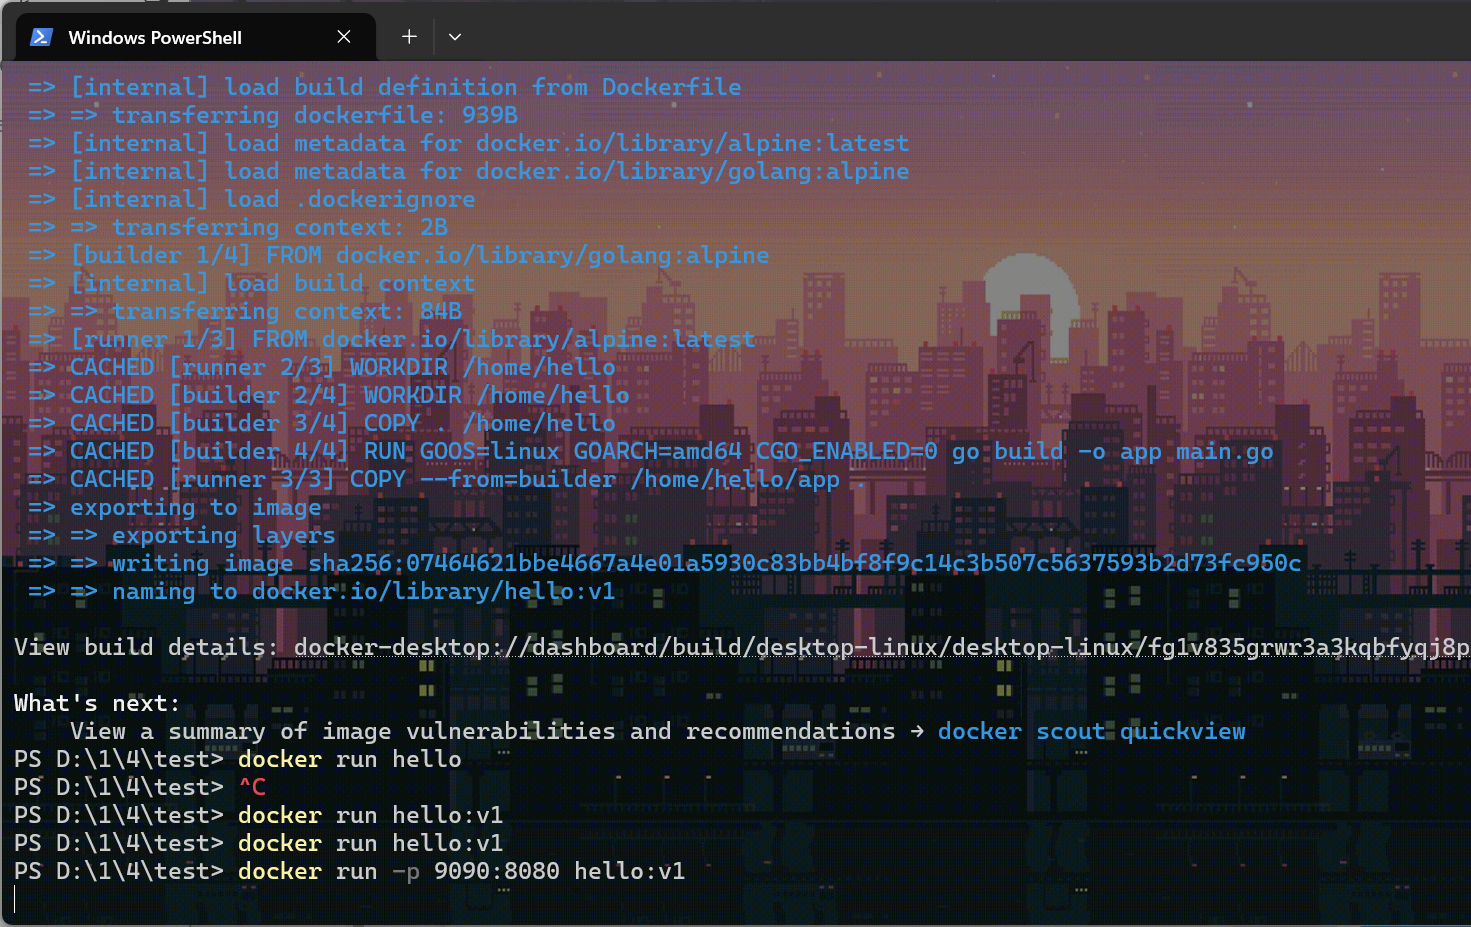 Windows PowerShell
=> [internal] load build definition from Dockerfile
=> => transferring dockerfile: 939B
=> [internal] load metadata for docker.io/library/alpine:latest
=> [internal] load metadata for docker.io/library/golang:alpine
=> [internal] load .dockerignore
=> => transferring context: 2B
=> [builder 1/4] FROM docker.io/library/golang:alpine
=> [internal] load build context
=> => transferring context: 84B
=> [runner 1/3] FROM docker.io/library/alpine:latest
=> CACHED [runner 2/3] WORKDIR /home/hello
=> CACHED [builder 2/4] WORKDIR /home/hello
=> CACHED [builder 3/4] COPY . /home/hello
=> CACHED [builder 4/4] RUN GOOS=linux GOARCH=amd64 CGO_ENABLED=0 go build -o app main.go
=> CACHED [runner 3/3] COPY --from=builder /home/hello/app .
=> exporting to image
=> => exporting layers
=> => writing image sha256:07464621bbe4667a4e01a5930c83bb4bf8f9c14c3b507c5637593b2d73fc950c
=> => naming to docker.io/library/hello:v1
View build details: docker-desktop://dashboard/build/desktop-linux/desktop-linux/fg1v835grwr3a3kqbfyqj8p
What's next:
View a summary of image vulnerabilities and recommendations → docker scout quickview
PS D:\1\4\test> docker run hello
PS D:\1\4\test> ^C
PS D:\1\4\test> docker run hello:v1
PS D:\1\4\test> docker run hello:v1
PS D:\1\4\test> docker run -p 9090:8080 hello:v1